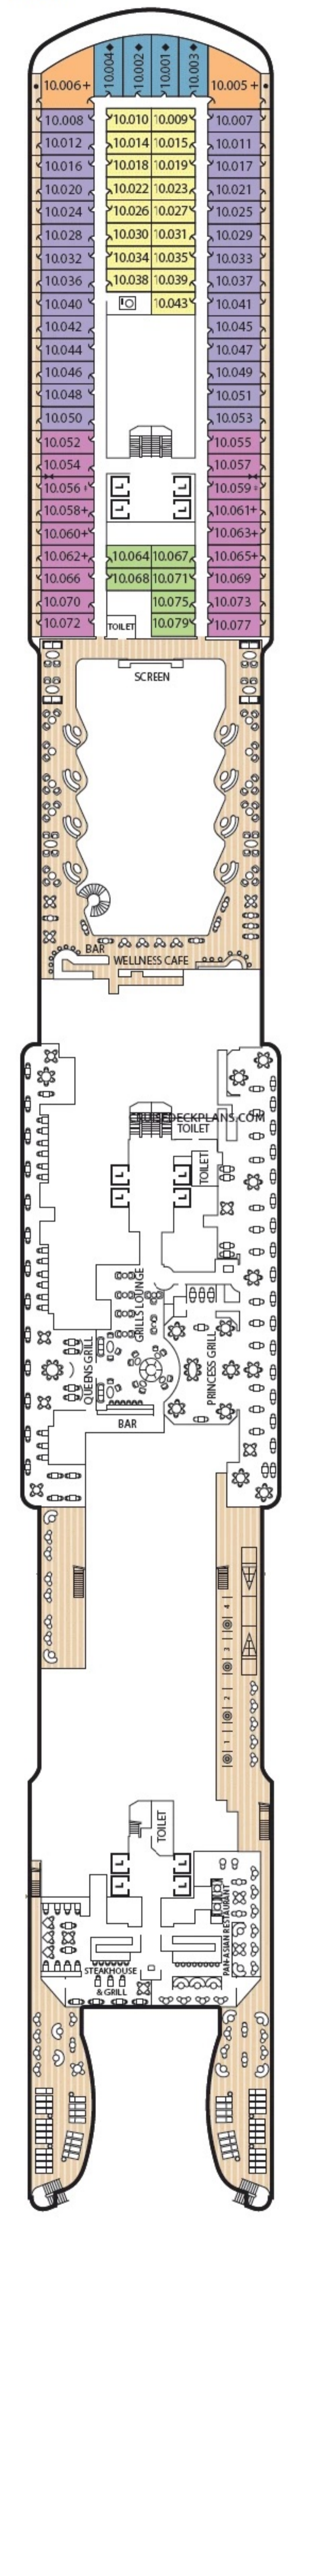 10.004◆ 10.002◆ 10.001◆ 10.003◆
10.006+ 10.005+
10.008 10.010 10.009 10.007
10.012 10.014 10.015 10.011
10.016 10.018 10.019 10.017
10.020 10.022 10.023 10.021
10.024 10.026 10.027 10.025
10.028 10.030 10.031 10.029
10.032 10.034 10.035 10.033
10.036 10.038 10.039 10.037
10.040 10.043 10.041
10.042 10.045
10.044 10.047
10.046 10.049
10.048 10.051
10.050 10.053
10.052 10.055
10.054 10.057
10.056+ 10.059+
10.058+ 10.061+
10.060+ 10.063+
10.062+ 10.064 10.067 10.065+
10.066 10.068 10.071 10.069
10.070 10.075 10.073
10.072 TOILET 10.079 10.077
SCREEN
BAR
WELLNESS CAFE
CRUISEDECKPLANS.COM
TOILET
TOILET
L L
L L
GRILLS LOUNGE
QUEENS GRILL
PRINCESS GRILL
BAR
4
3
2
1
TOILET
PAN-ASIAN RESTAURANT
STEAKHOUSE
& GRILL